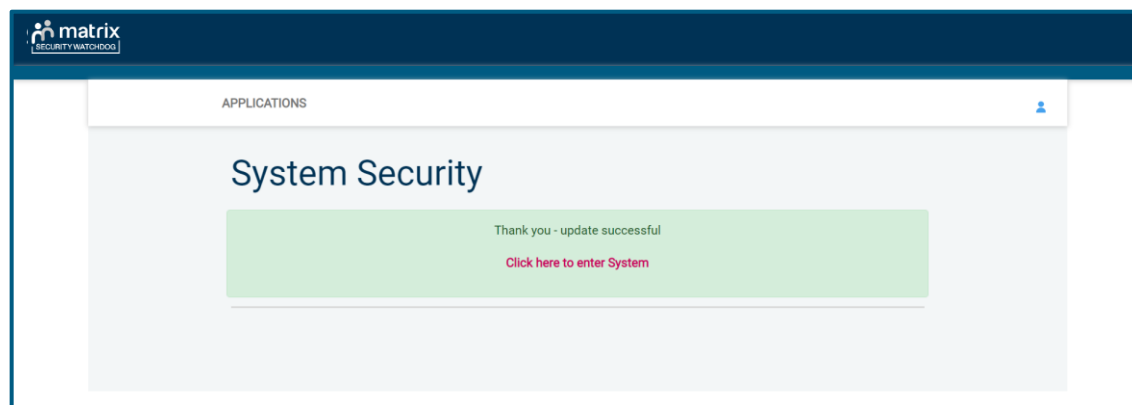 matrix
SECURITY WATCHDOG
APPLICATIONS
System Security
Thank you - update successful
Click here to enter System